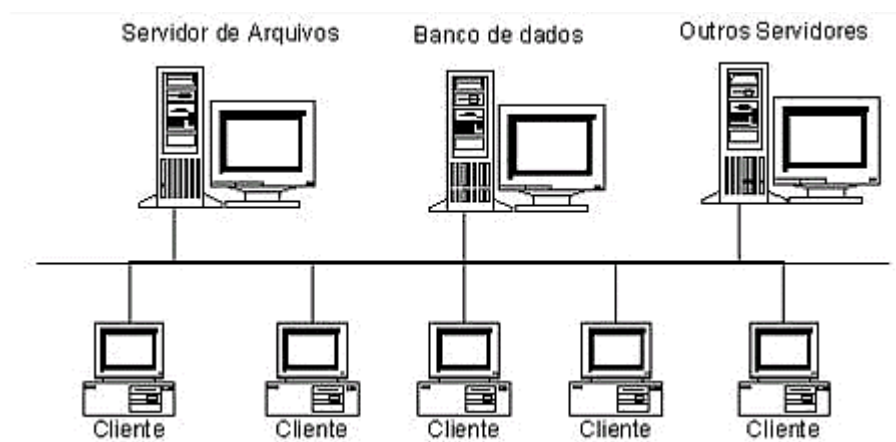 Servidor de Arquivos
Banco de dados
Outros Servidores
Cliente
Cliente
Cliente
Cliente
Cliente